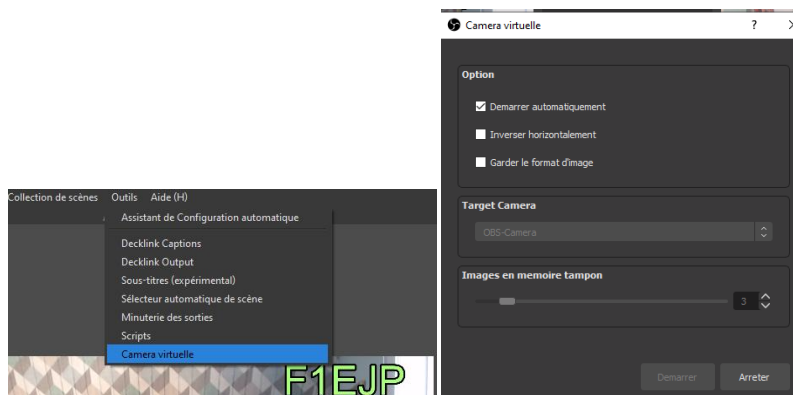 Collection de scènes Outils Aide (H)
Assistant de Configuration automatique
Decklink Captions
Decklink Output
Sous-titres (expérimental)
Sélecteur automatique de scène
Minuterie des sorties
Scripts
Camera virtuelle
F1EJP
Camera virtuelle ?
Option
Demarrer automatiquement
Inverser horizontalement
Garder le format d'image
Target Camera
OBS-Camera
Images en memoire tampon
3
Demarrer Arreter